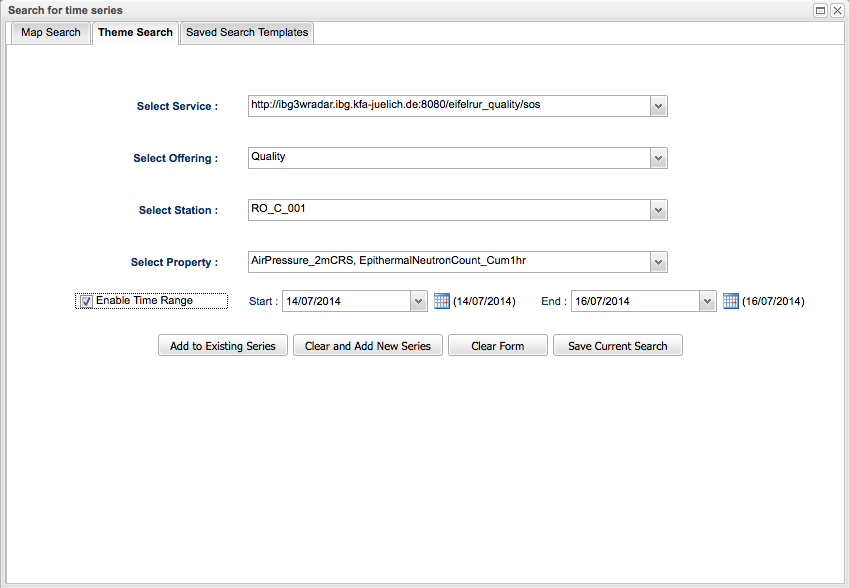 Search for time series
Map Search Theme Search Saved Search Templates
Select Service : http://ibg3wradar.ibg.kfa-juelich.de:8080/eifelrur_quality/sos
Select Offering : Quality
Select Station : RO_C_001
Select Property : AirPressure_2mCRS, EpithermalNeutronCount_Cum1hr
Enable Time Range Start : 14/07/2014 (14/07/2014) End : 16/07/2014 (16/07/2014)
Add to Existing Series Clear and Add New Series Clear Form Save Current Search